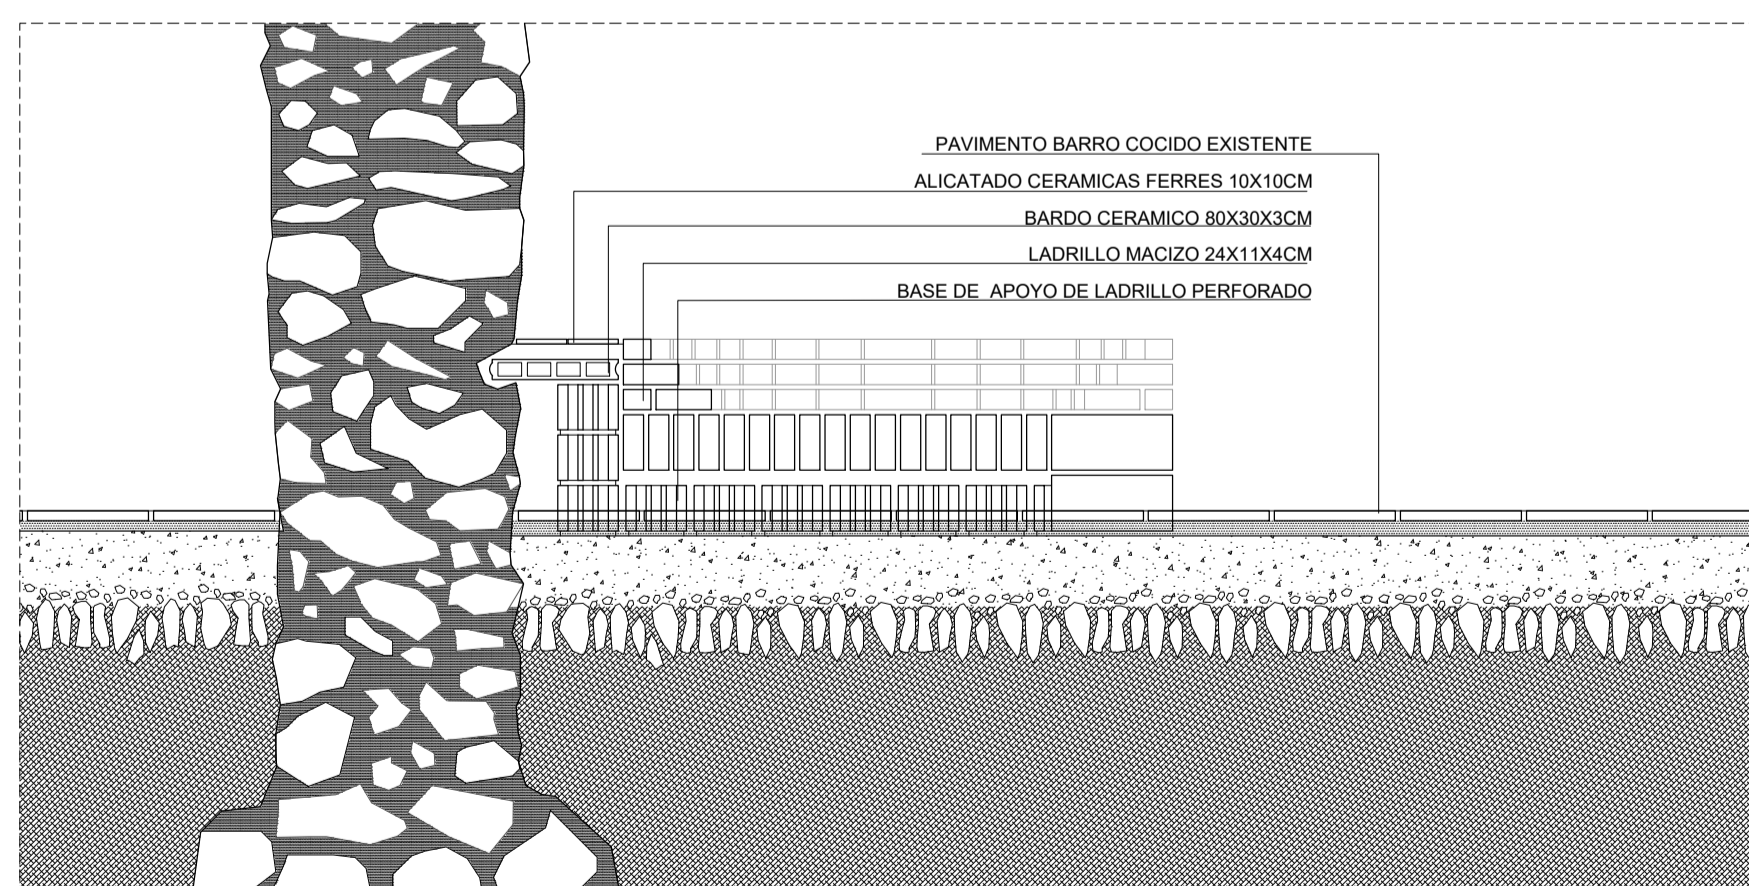 PAVIMENTO BARRO COCIDO EXISTENTE
ALICATADO CERAMICAS FERRES 10X10CM
BARDO CERAMICO 80X30X3CM
LADRILLO MACIZO 24X11X4CM
BASE DE APOYO DE LADRILLO PERFORADO